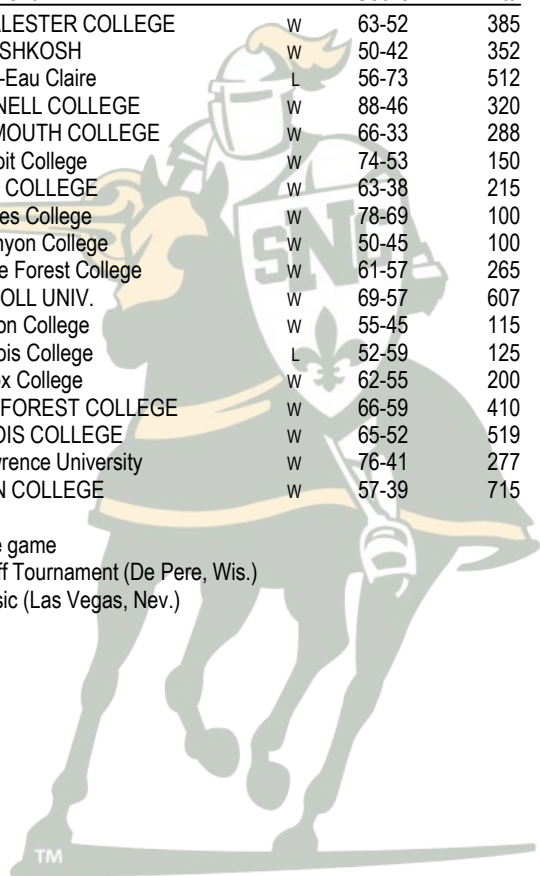 LESTER COLLEGE W 63-52 385
SHKOSH W 50-42 352
-Eau Claire L 56-73 512
NELL COLLEGE W 88-46 320
MOUTH COLLEGE W 66-33 288
oit College W 74-53 150
COLLEGE W 63-38 215
es College W 78-69 100
nyon College W 50-45 100
e Forest College W 61-57 265
OLL UNIV. W 69-57 607
on College W 55-45 115
ois College L 52-59 125
ox College W 62-55 200
FOREST COLLEGE W 66-59 410
OIS COLLEGE W 65-52 519
wrence University W 76-41 277
N COLLEGE W 57-39 715
e game
ff Tournament (De Pere, Wis.)
sic (Las Vegas, Nev.)
SNC
TM